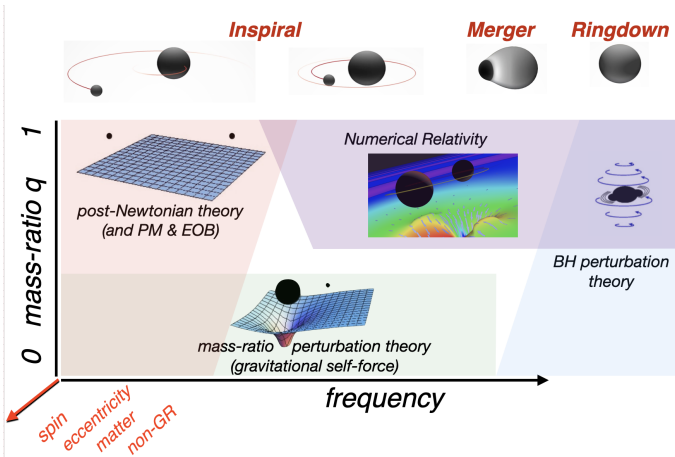 Inspiral
Merger
Ringdown
mass-ratio q
1
0
Numerical Relativity
post-Newtonian theory
(and PM & EOB)
BH perturbation
theory
mass-ratio perturbation theory
(gravitational self-force)
frequency
spin
eccentricity
matter
non-GR